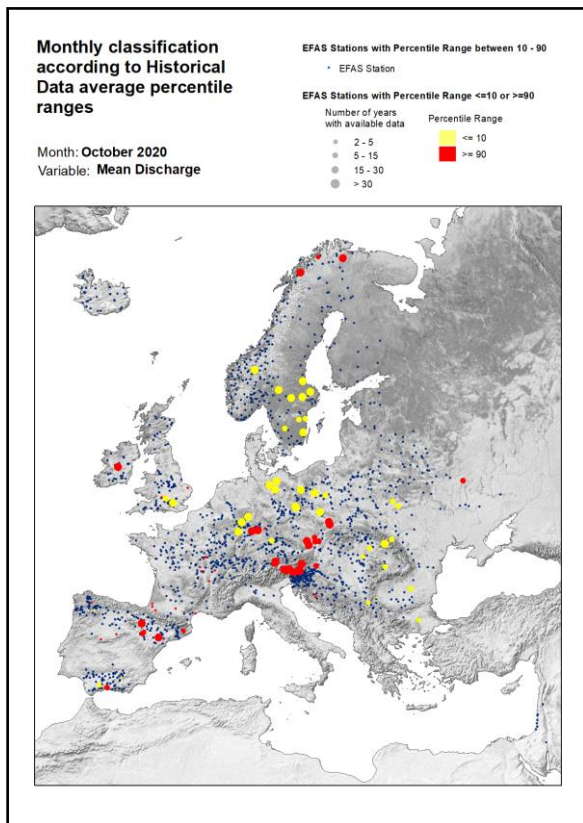 Monthly classification
according to Historical
Data average percentile
ranges
Month: October 2020
Variable: Mean Discharge
EFAS Stations with Percentile Range between 10 - 90
EFAS Station
EFAS Stations with Percentile Range <=10 or >=90
Number of years
with available data
2 - 5
5 - 15
15 - 30
> 30
Percentile Range
<= 10
>= 90